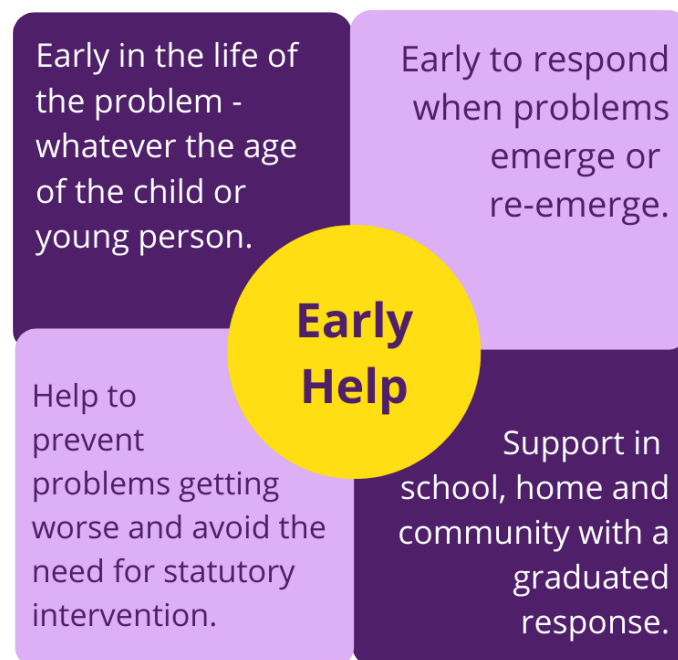 Early in the life of
the problem -
whatever the age
of the child or
young person.
Early to respond
when problems
emerge or
re-emerge.
Early
Help
Help to
prevent
problems getting
worse and avoid the
need for statutory
intervention.
Support in
school, home and
community with a
graduated
response.